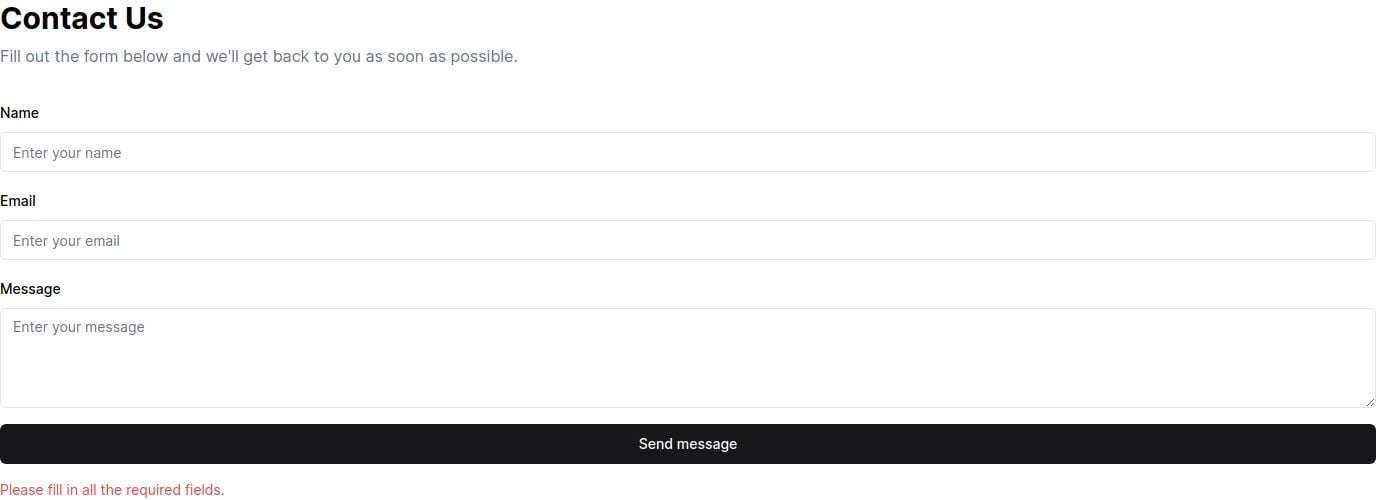 Contact Us
Fill out the form below and we'll get back to you as soon as possible.
Name
Enter your name
Email
Enter your email
Message
Enter your message
Send message
Please fill in all the required fields.